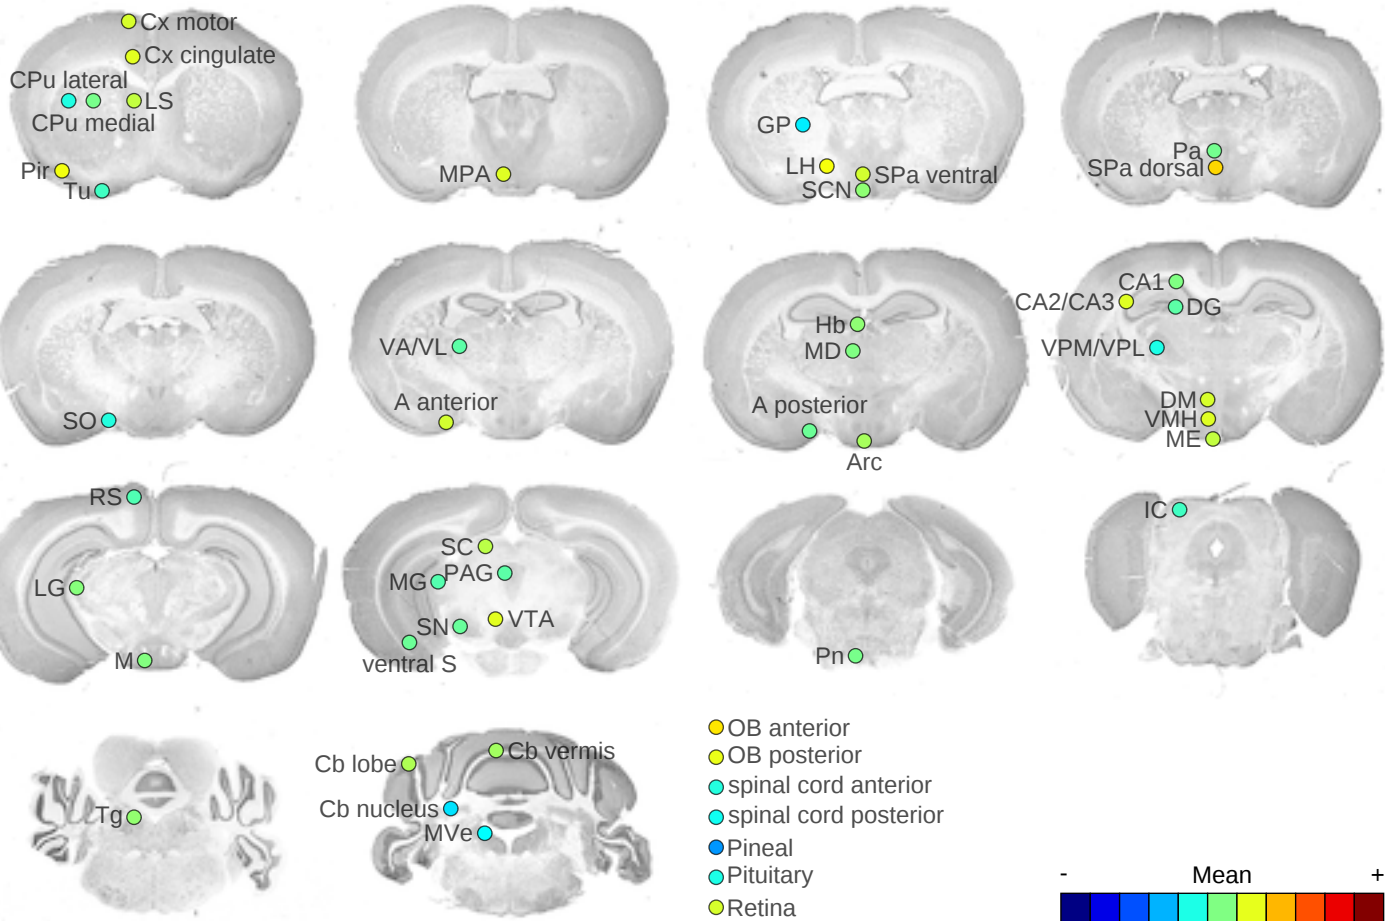 Cx motor
Cx cingulate
CPu lateral
LS
CPu medial
Pir
Tu
MPA
GP
LH
SPa ventral
SCN
Pa
SPa dorsal
SO
VA/VL
A anterior
Hb
MD
A posterior
Arc
CA1
CA2/CA3
DG
VPM/VPL
DM
VMH
ME
RS
LG
M
SC
MG
PAG
SN
VTA
ventral S
Pn
IC
Tg
Cb lobe
Cb vermis
Cb nucleus
MVe
OB anterior
OB posterior
spinal cord anterior
spinal cord posterior
Pineal
Pituitary
Retina
- Mean +